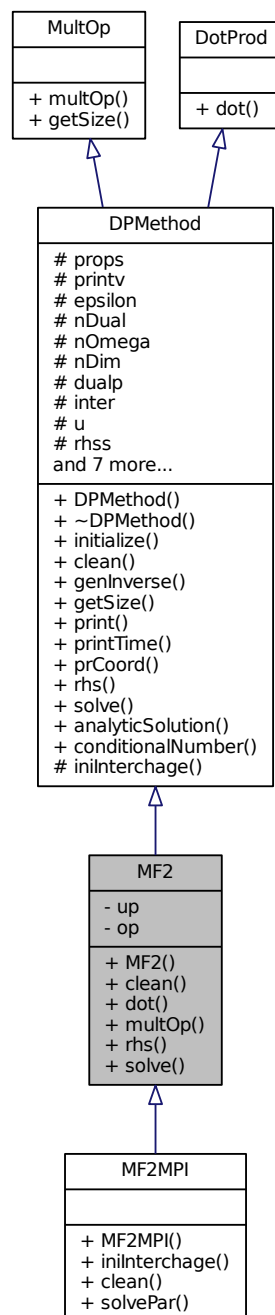 MultOp
+ multOp()
+ getSize()
DotProd
+ dot()
DPMethod
# props
# printv
# epsilon
# nDual
# nOmega
# nDim
# dualp
# inter
# u
# rhss
and 7 more...
+ DPMethod()
+ ~DPMethod()
+ initialize()
+ clean()
+ genInverse()
+ getSize()
+ print()
+ printTime()
+ prCoord()
+ rhs()
+ solve()
+ analyticSolution()
+ conditionalNumber()
# iniInterchage()
MF2
- up
- op
+ MF2()
+ clean()
+ dot()
+ multOp()
+ rhs()
+ solve()
MF2MPI
+ MF2MPI()
+ iniInterchage()
+ clean()
+ solvePar()